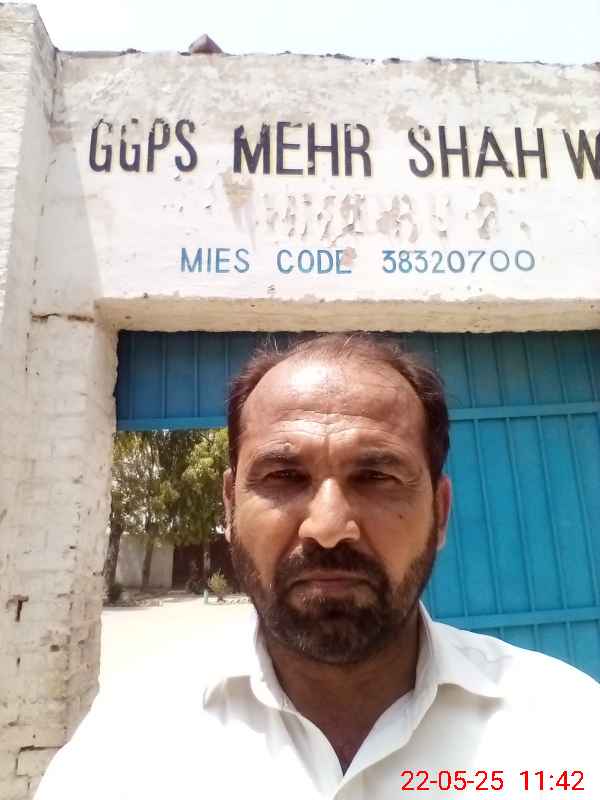 GGPS MEHR SHAH W
MIES CODE 38320700
22-05-25 11:42